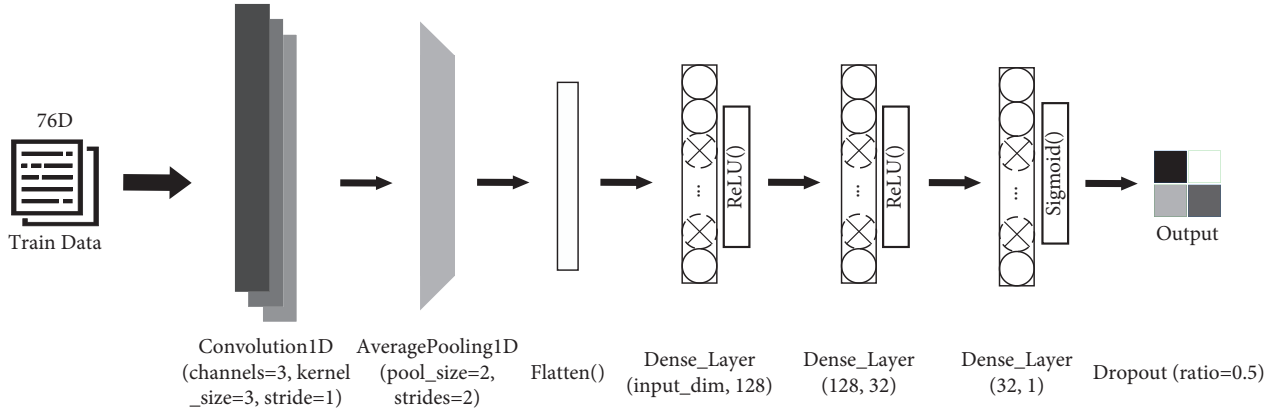 76D
Train Data
Convolution1D
(channels=3, kernel
_size=3, stride=1)
AveragePooling1D
(pool_size=2,
strides=2)
Flatten()
...
ReLU()
Dense_Layer
(input_dim, 128)
...
ReLU()
Dense_Layer
(128, 32)
...
Sigmoid()
Dense_Layer
(32, 1)
Output
Dropout (ratio=0.5)